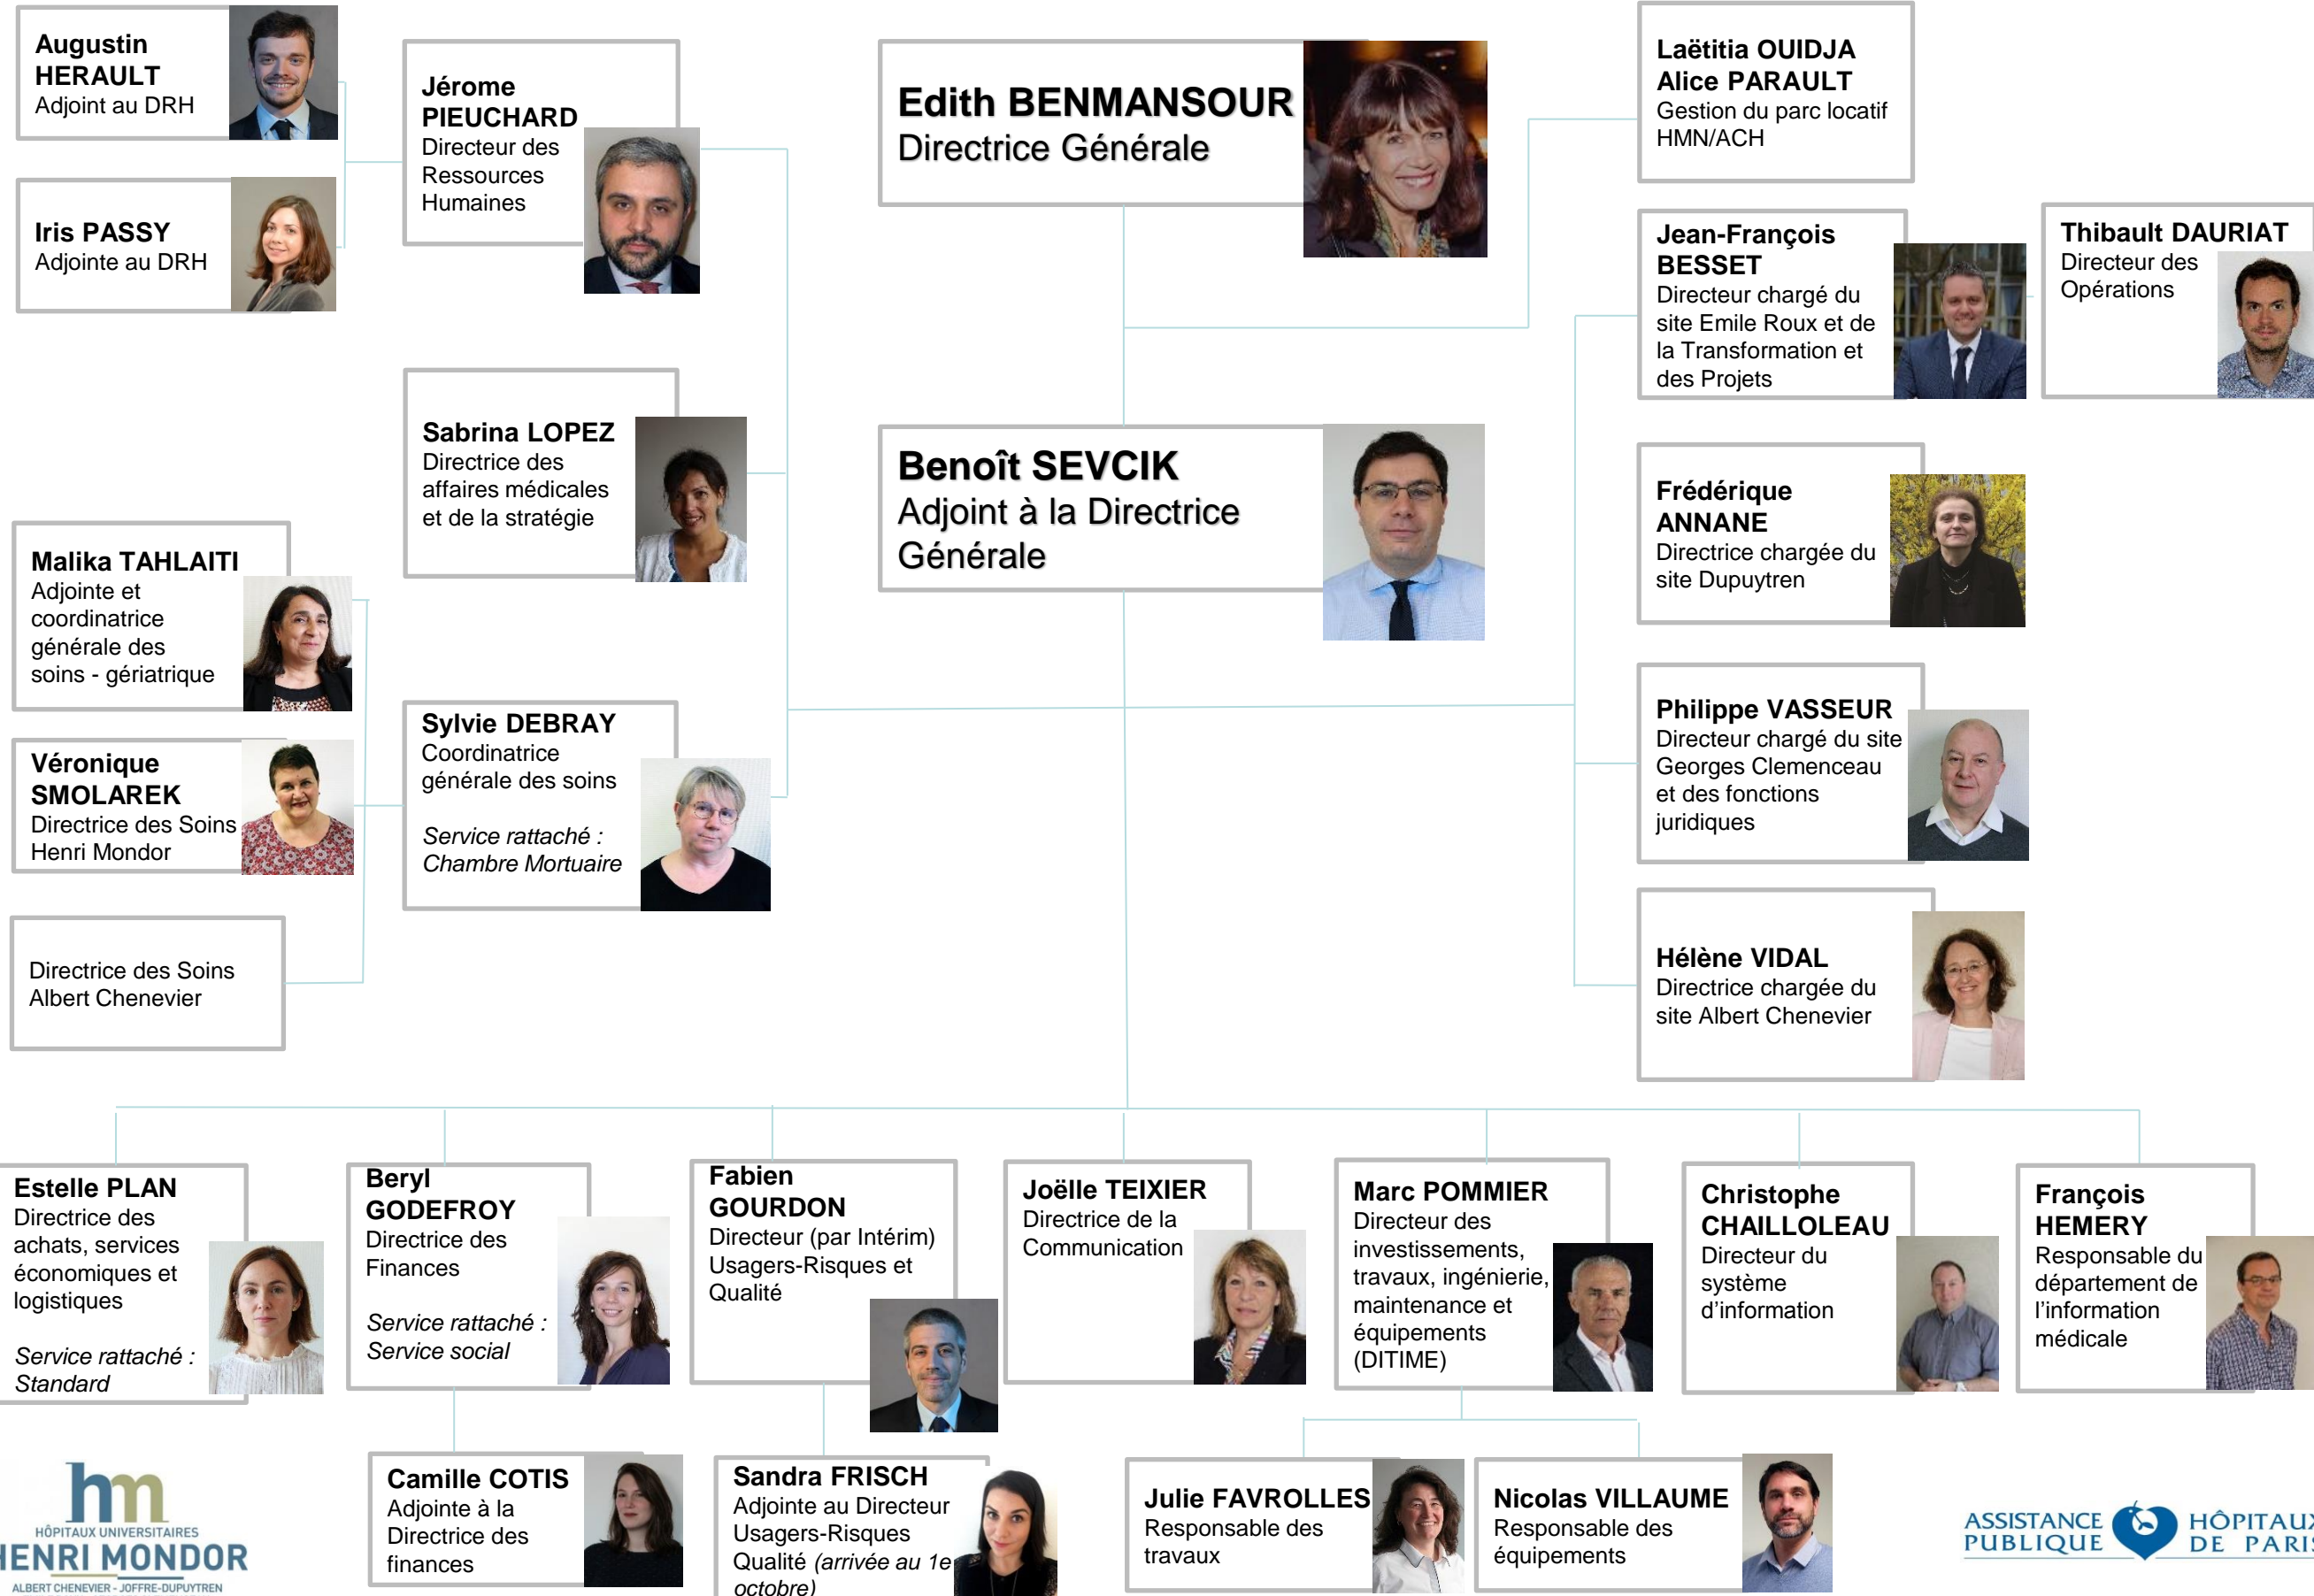 Augustin
HERAULT
Adjoint au DRH
Iris PASSY
Adjointe au DRH
Jérome
PIEUCHARD
Directeur des
Ressources
Humaines
Edith BENMANSOUR
Directrice Générale
Laëtitia OUIDJA
Alice PARAULT
Gestion du parc locatif
HMN/ACH
Jean-François
BESSET
Directeur chargé du
site Emile Roux et de
la Transformation et
des Projets
Thibault DAURIAT
Directeur des
Opérations
Sabrina LOPEZ
Directrice des
affaires médicales
et de la stratégie
Benoît SEVCIK
Adjoint à la Directrice
Générale
Frédérique
ANNANE
Directrice chargée du
site Dupuytren
Malika TAHLAITI
Adjointe et
coordinatrice
générale des
soins - gériatrique
Véronique
SMOLAREK
Directrice des Soins
Henri Mondor
Directrice des Soins
Albert Chenevier
Sylvie DEBRAY
Coordinatrice
générale des soins
Service rattaché :
Chambre Mortuaire
Philippe VASSEUR
Directeur chargé du site
Georges Clemenceau
et des fonctions
juridiques
Hélène VIDAL
Directrice chargée du
site Albert Chenevier
Estelle PLAN
Directrice des
achats, services
économiques et
logistiques
Service rattaché :
Standard
Beryl
GODEFROY
Directrice des
Finances
Service rattaché :
Service social
Fabien
GOURDON
Directeur (par Intérim)
Usagers-Risques et
Qualité
Joëlle TEIXIER
Directrice de la
Communication
Marc POMMIER
Directeur des
investissements,
travaux, ingénierie,
maintenance et
équipements
(DITIME)
Christophe
CHAILLOLEAU
Directeur du
système
d’information
François
HEMERY
Responsable du
département de
l’information
médicale
Camille COTIS
Adjointe à la
Directrice des
finances
Sandra FRISCH
Adjointe au Directeur
Usagers-Risques
Qualité (arrivée au 1e
octobre)
Julie FAVROLLES
Responsable des
travaux
Nicolas VILLAUME
Responsable des
équipements
hm
HÔPITAUX UNIVERSITAIRES
HENRI MONDOR
ALBERT CHENEVIER - JOFFRE-DUPUYTREN
ASSISTANCE HÔPITAUX
PUBLIQUE DE PARIS